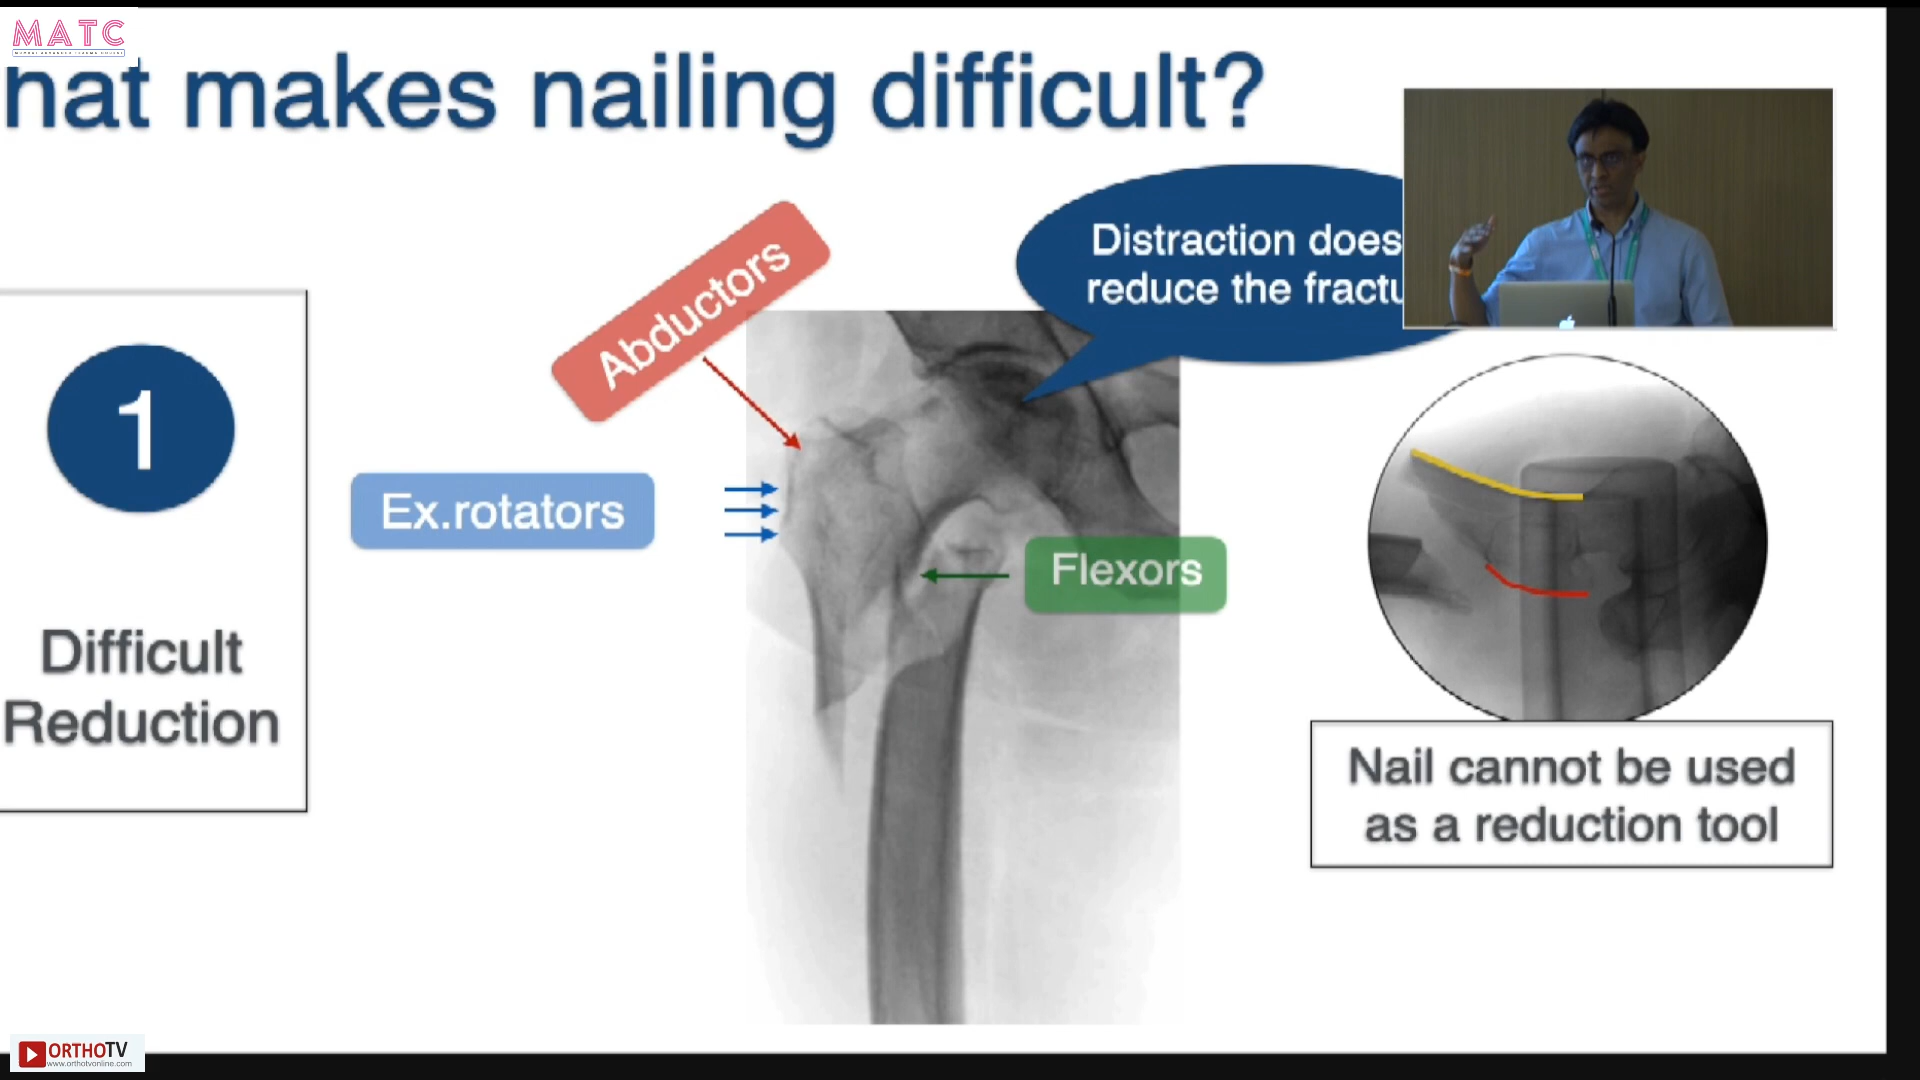 MATC
hat makes nailing difficult?
Abductors
Distraction does
reduce the fractu
1
Ex.rotators
Flexors
Difficult
Reduction
Nail cannot be used
as a reduction tool
ORTHOTV
www.orthotvonline.com